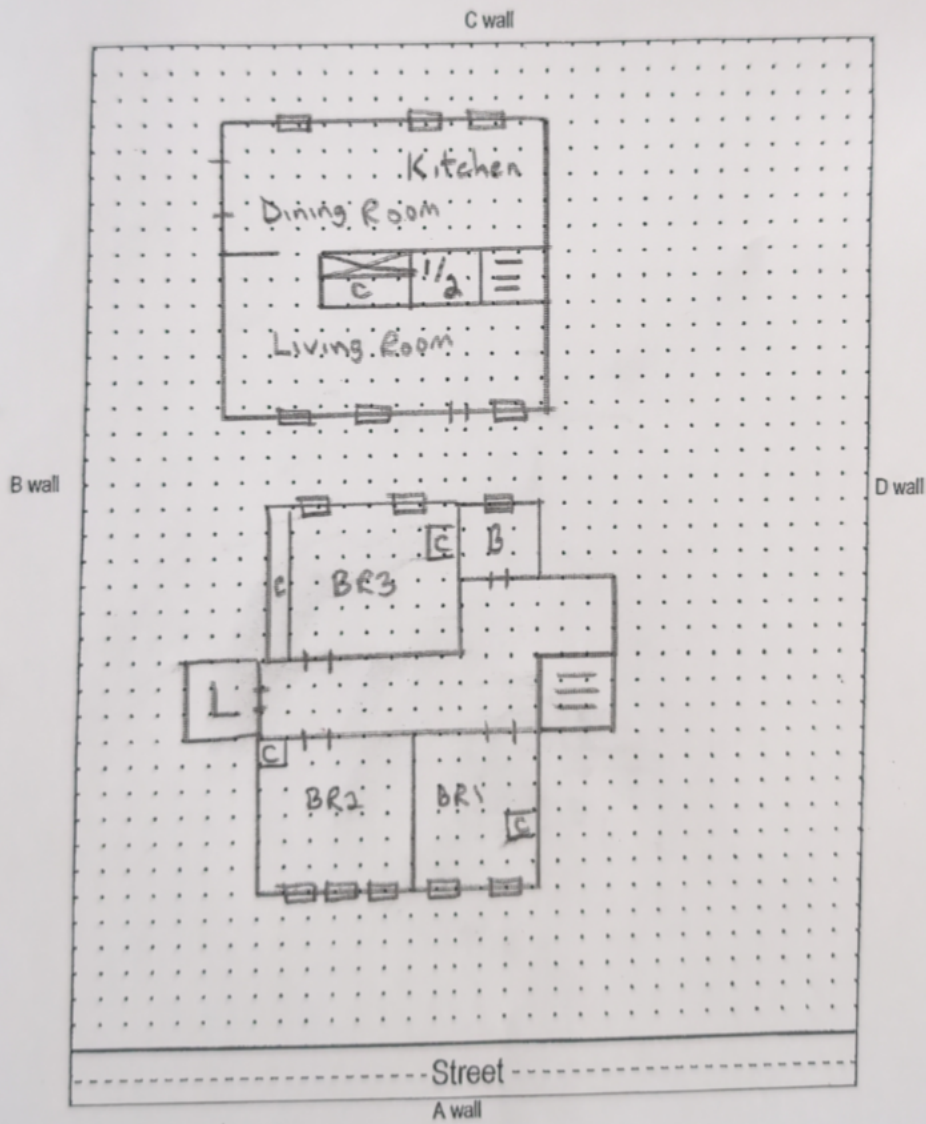 C wall
Kitchen
Dining Room
1/2
C
Living Room
B wall
D wall
C
B
C
BR3
L
C
BR2
BR1
C
Street
A wall